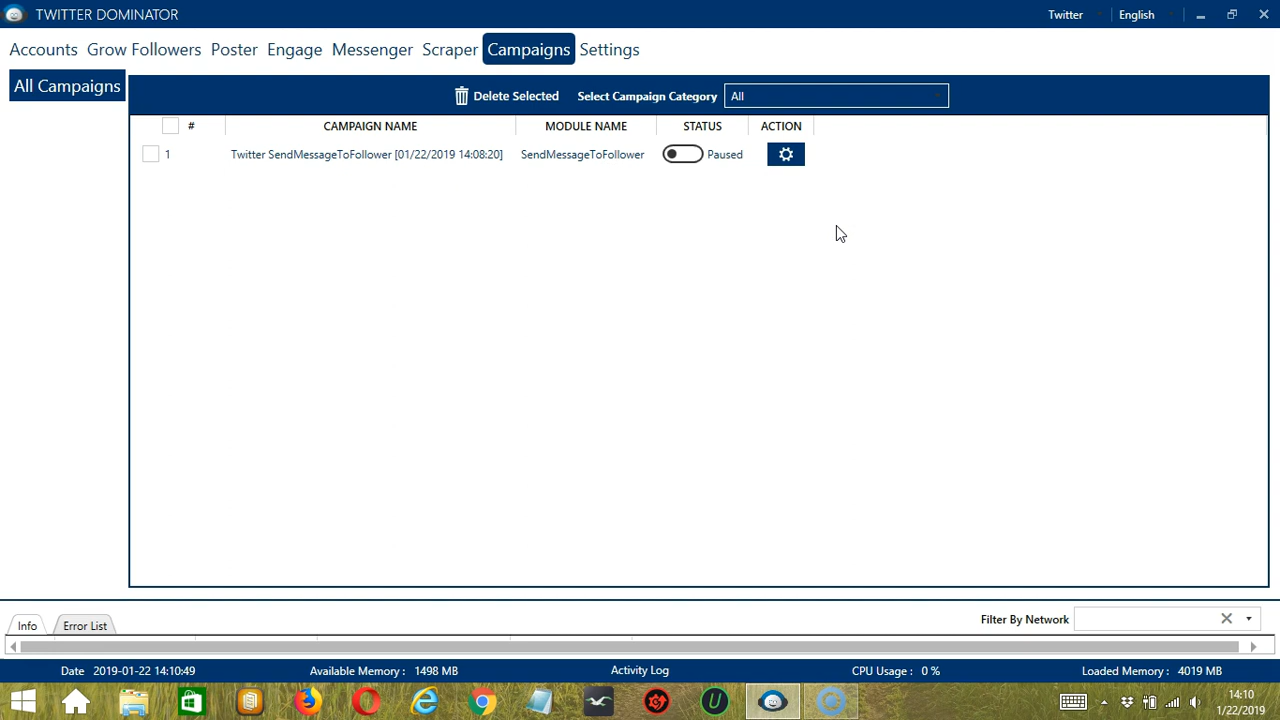 TWITTER DOMINATOR
Twitter English
Accounts Grow Followers Poster Engage Messenger Scraper Campaigns Settings
All Campaigns
Delete Selected Select Campaign Category All
# CAMPAIGN NAME MODULE NAME STATUS ACTION
1 Twitter SendMessageToFollower [01/22/2019 14:08:20] SendMessageToFollower Paused
Filter By Network
Info Error List
Date 2019-01-22 14:10:49 Available Memory : 1498 MB Activity Log CPU Usage : 0 % Loaded Memory : 4019 MB
14:10
1/22/2019